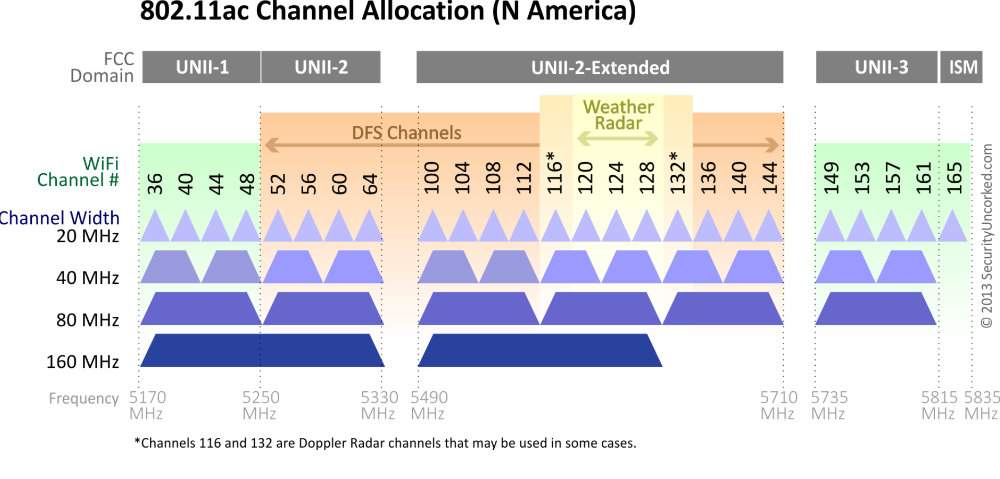 802.11ac Channel Allocation (N America)
FCC
Domain
UNII-1
UNII-2
UNII-2-Extended
UNII-3
ISM
Weather
Radar
DFS Channels
WiFi
Channel #
36 40 44 48 52 56 60 64 100 104 108 112 116* 120 124 128 132* 136 140 144 149 153 157 161 165
Channel Width
20 MHz
40 MHz
80 MHz
160 MHz
Frequency
5170
MHz
5250
MHz
5330
MHz
5490
MHz
5710
MHz
5735
MHz
5815
MHz
5835
MHz
*Channels 116 and 132 are Doppler Radar channels that may be used in some cases.
© 2013 SecurityUncorked.com